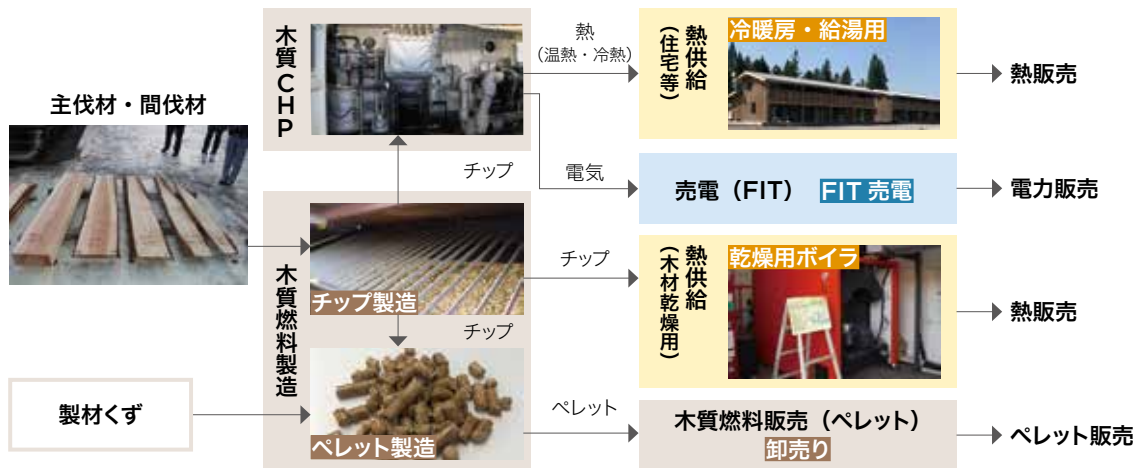 主伐材・間伐材
製材くず
木質CHP
チップ
木質燃料製造
チップ製造
チップ
ペレット製造
熱
（温熱・冷熱）
電気
チップ
ペレット
熱供給
（住宅等）
冷暖房・給湯用
売電（FIT） FIT 売電
熱供給
（木材乾燥用）
乾燥用ボイラ
木質燃料販売（ペレット）
卸売り
熱販売
電力販売
熱販売
ペレット販売